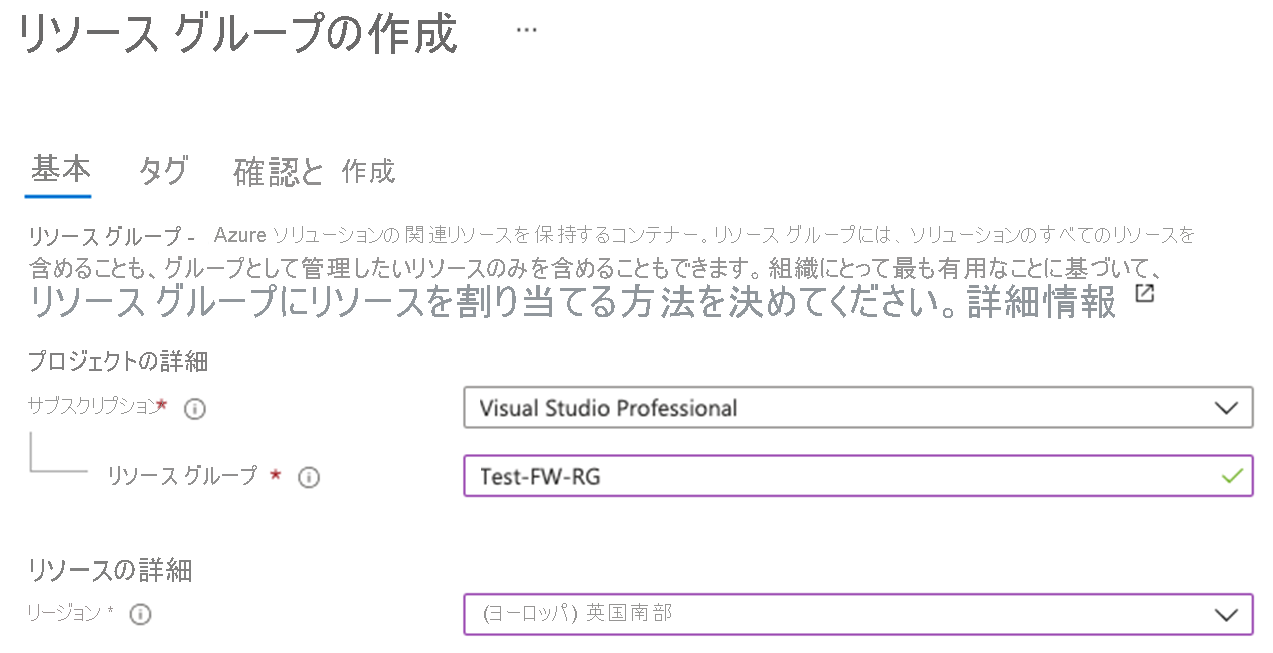 リソース グループの作成 …
基本 タグ 確認と 作成
リソース グループ - Azure ソリューションの関連リソースを保持するコンテナー。リソース グループには、ソリューションのすべてのリソースを
含めることも、グループとして管理したいリソースのみを含めることもできます。組織にとって最も有用なことに基づいて、
リソース グループにリソースを割り当てる方法を決めてください。詳細情報
プロジェクトの詳細
サブスクリプション* Visual Studio Professional
リソース グループ * Test-FW-RG
リソースの詳細
リージョン * (ヨーロッパ) 英国南部